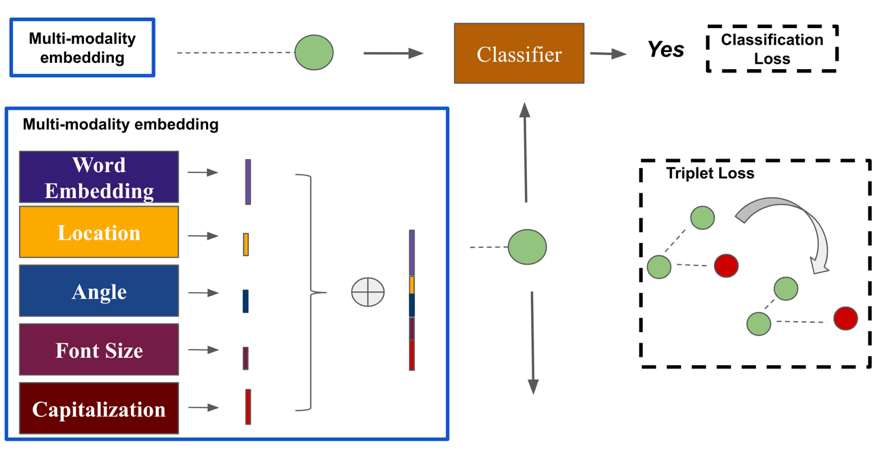 Multi-modality
embedding
Classifier
Yes
Classification
Loss
Multi-modality embedding
Word
Embedding
Location
Angle
Font Size
Capitalization
Triplet Loss